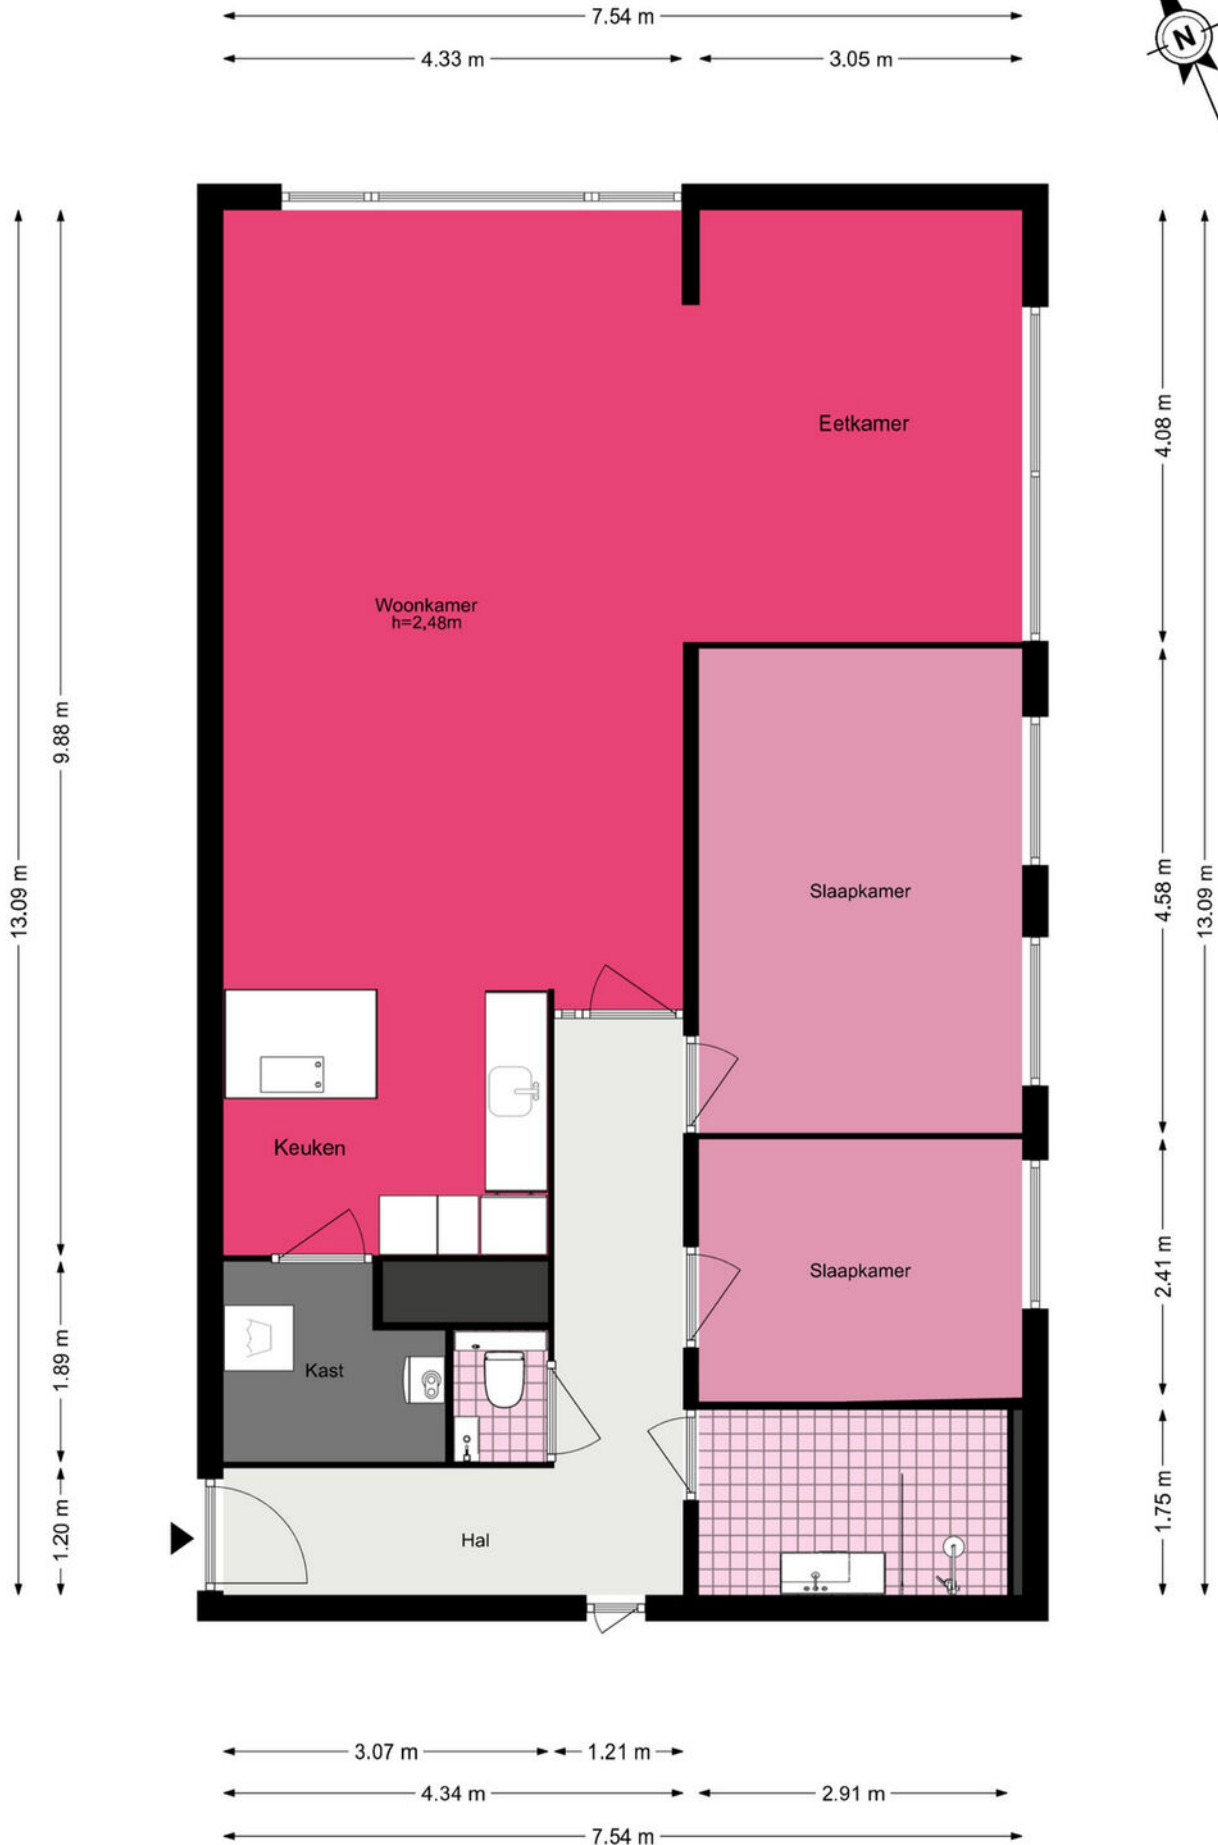 7.54 m
4.33 m
3.05 m
N
Eetkamer
4.08 m
Woonkamer
h=2,48m
9.88 m
13.09 m
Slaapkamer
4.58 m
13.09 m
Keuken
Slaapkamer
2.41 m
Kast
1.89 m
Hal
1.20 m
1.75 m
3.07 m
1.21 m
4.34 m
2.91 m
7.54 m